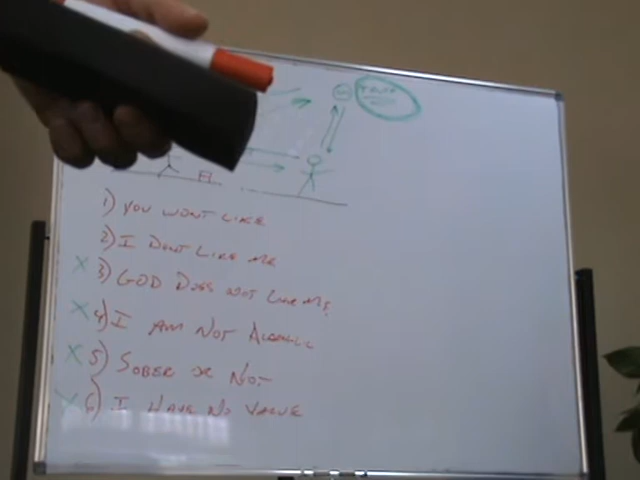 TRUTH
1) YOU WONT LIKE
2) I DONT LIKE ME
X 3) GOD DOES NOT LIKE ME
X 4) I AM NOT
X 5) SOBER OR NOT
X 6) I HAVE NO VALUE